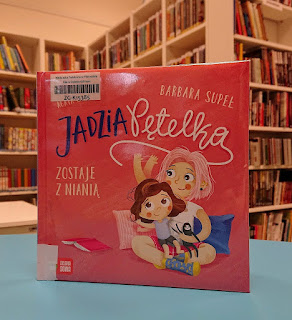 BARBARA SUPEŁ
JADZIA Pętelka
ZOSTAJE
Z NIANIĄ